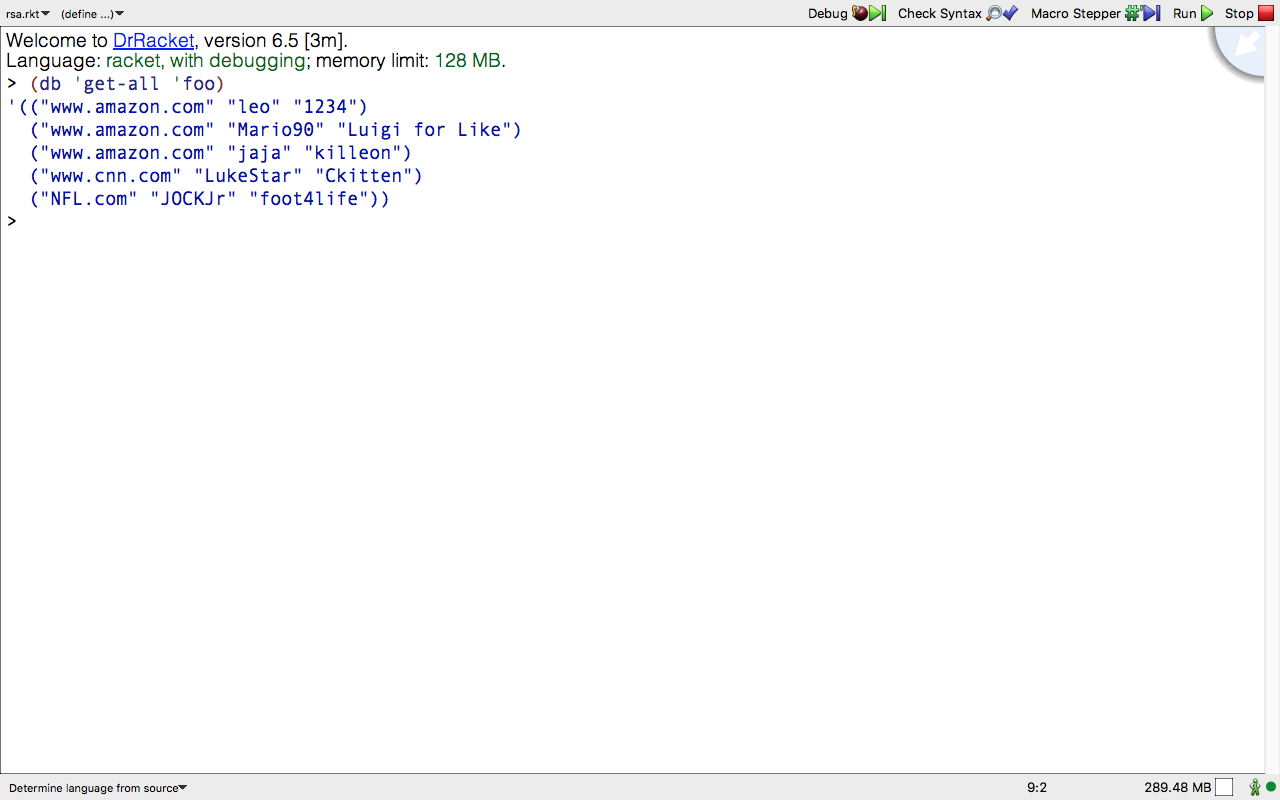 rsa.rkt (define ...) Debug Check Syntax Macro Stepper Run Stop
Welcome to DrRacket, version 6.5 [3m].
Language: racket, with debugging; memory limit: 128 MB.
> (db 'get-all 'foo)
'(("www.amazon.com" "leo" "1234")
("www.amazon.com" "Mario90" "Luigi for Like")
("www.amazon.com" "jaja" "killeon")
("www.cnn.com" "LukeStar" "Ckitten")
("NFL.com" "JOCKJr" "foot4life"))
>
Determine language from source 9:2 289.48 MB